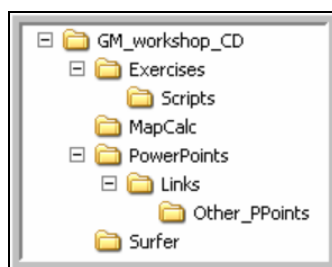 GM_workshop_CD
Exercises
Scripts
MapCalc
PowerPoints
Links
Other_PPoints
Surfer